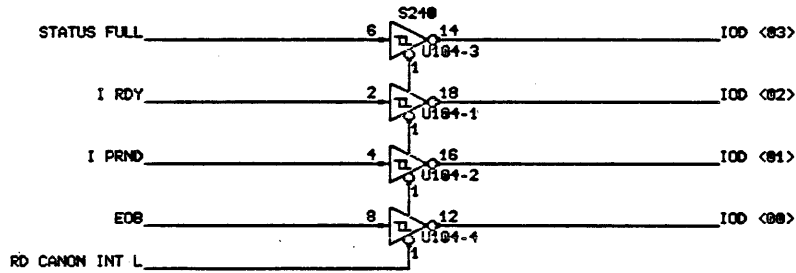 S240
STATUS FULL 6 14 IOD <03>
U104-3
1
I RDY 2 18 IOD <02>
U104-1
1
I PRND 4 16 IOD <01>
U104-2
1
EOB 8 12 IOD <00>
U104-4
1
RD CANON INT L